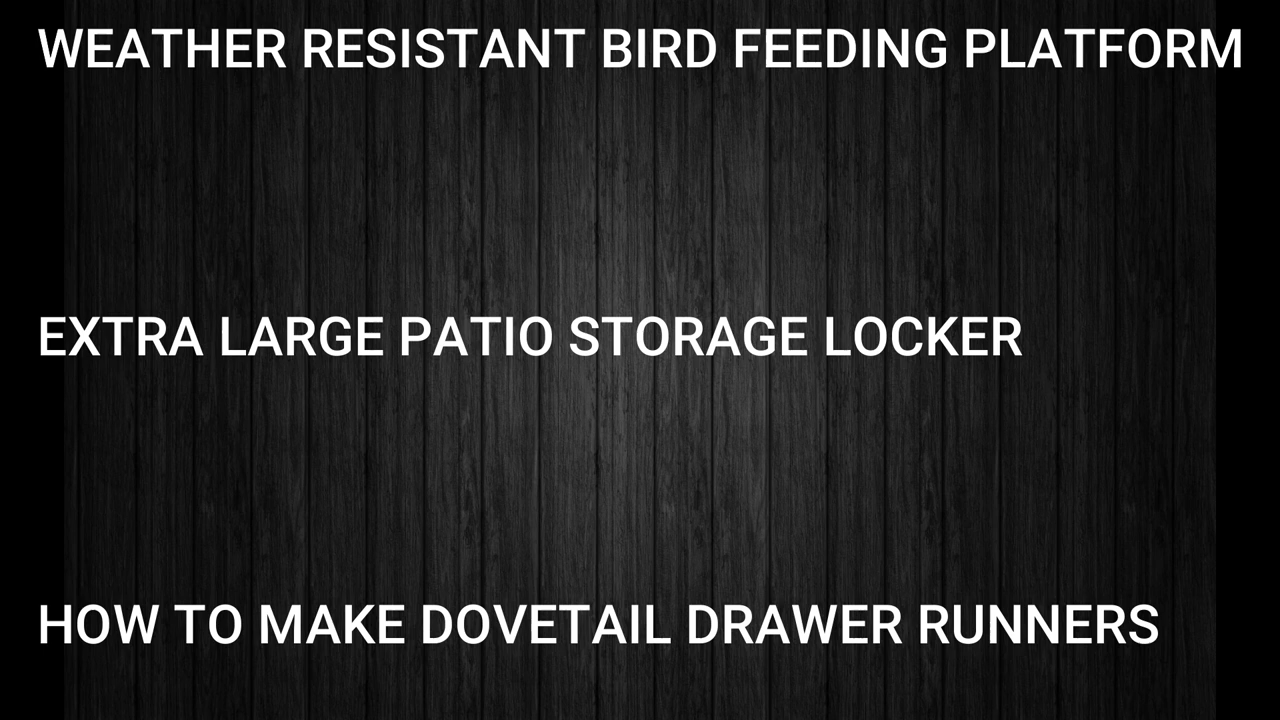 WEATHER RESISTANT BIRD FEEDING PLATFORM
EXTRA LARGE PATIO STORAGE LOCKER
HOW TO MAKE DOVETAIL DRAWER RUNNERS